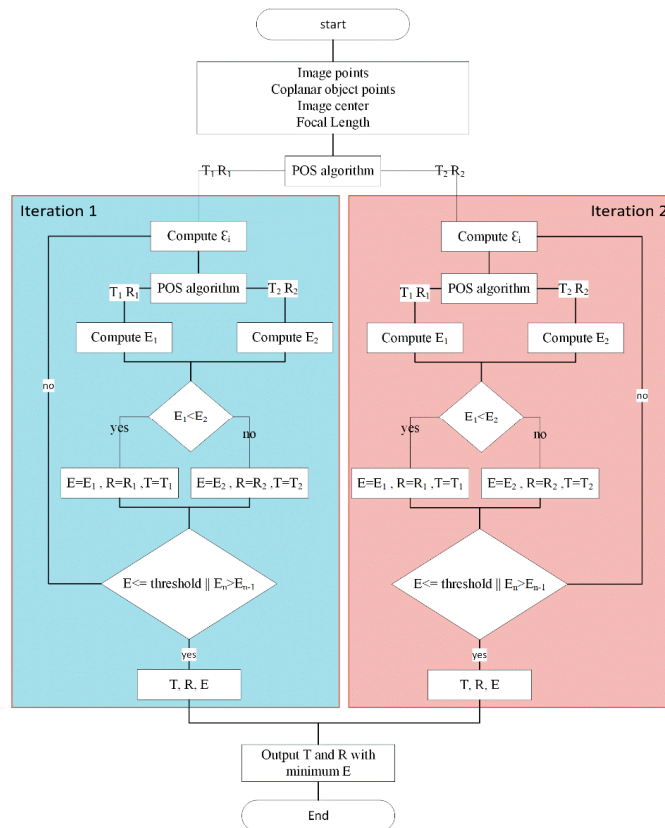 start
Image points
Coplanar object points
Image center
Focal Length
T₁ R₁
POS algorithm
T₂ R₂
Iteration 1
Compute Ɛᵢ
POS algorithm
T₁ R₁
T₂ R₂
Compute E₁
Compute E₂
no
E₁<E₂
yes
no
E=E₁ , R=R₁ ,T=T₁
E=E₂ , R=R₂ ,T=T₂
E<= threshold || Eₙ>Eₙ₋₁
yes
T, R, E
Iteration 2
Compute Ɛᵢ
POS algorithm
T₁ R₁
T₂ R₂
Compute E₁
Compute E₂
no
E₁<E₂
yes
no
E=E₁ , R=R₁ ,T=T₁
E=E₂ , R=R₂ ,T=T₂
E<= threshold || Eₙ>Eₙ₋₁
yes
T, R, E
Output T and R with
minimum E
End